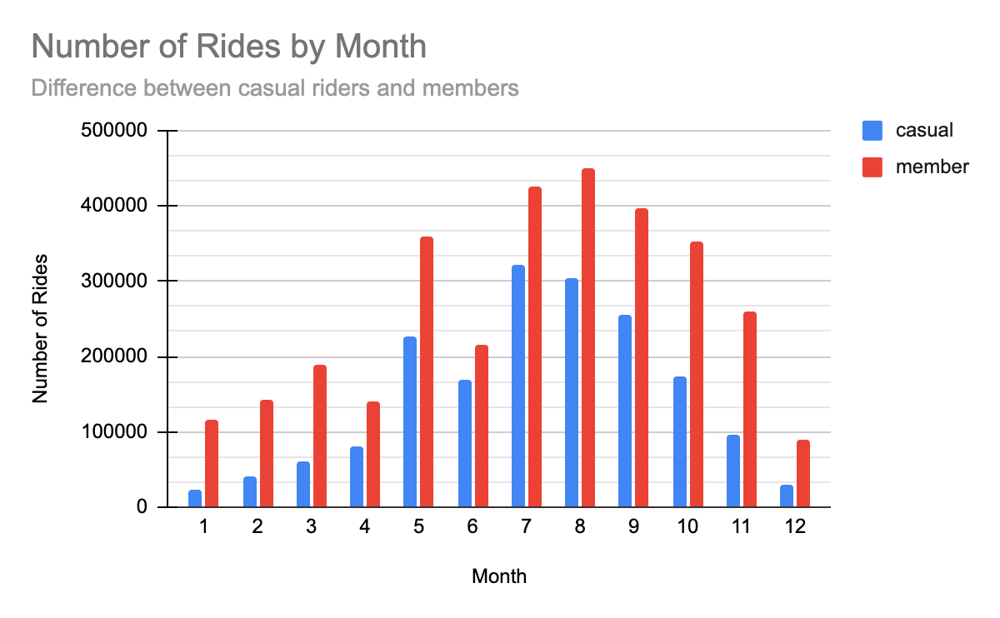 Number of Rides by Month
Difference between casual riders and members
casual
member
500000
400000
300000
200000
100000
0
Number of Rides
1 2 3 4 5 6 7 8 9 10 11 12
Month